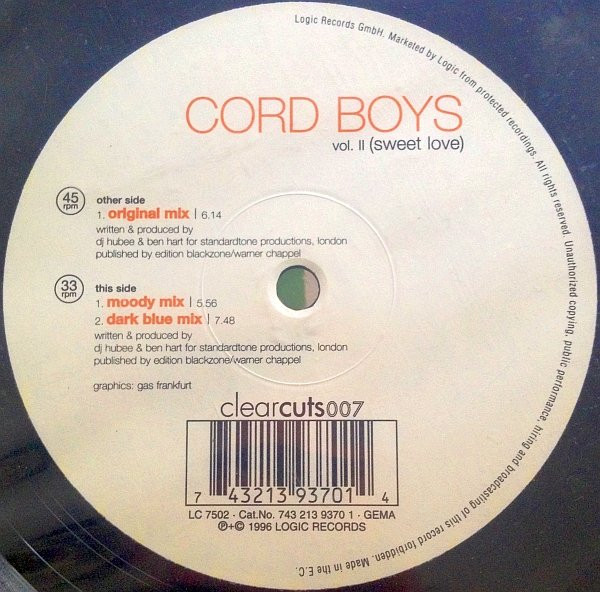 Logic Records GmbH. Marketed by Logic from protected recordings. All rights reserved. Unauthorized copying, public performance, hiring and broadcasting of this record forbidden. Made in the E.C.
CORD BOYS
vol. II (sweet love)
45 rpm
other side
1. original mix | 6.14
written & produced by
dj hubee & ben hart for standardtone productions, london
published by edition blackzone/warner chappel
33 rpm
this side
1. moody mix | 5.56
2. dark blue mix | 7.48
written & produced by
dj hubee & ben hart for standardtone productions, london
published by edition blackzone/warner chappel
graphics: gas frankfurt
clearcuts007
7 43213 93701 4
LC 7502 · Cat.No. 743 213 9370 1 · GEMA
℗+© 1996 LOGIC RECORDS